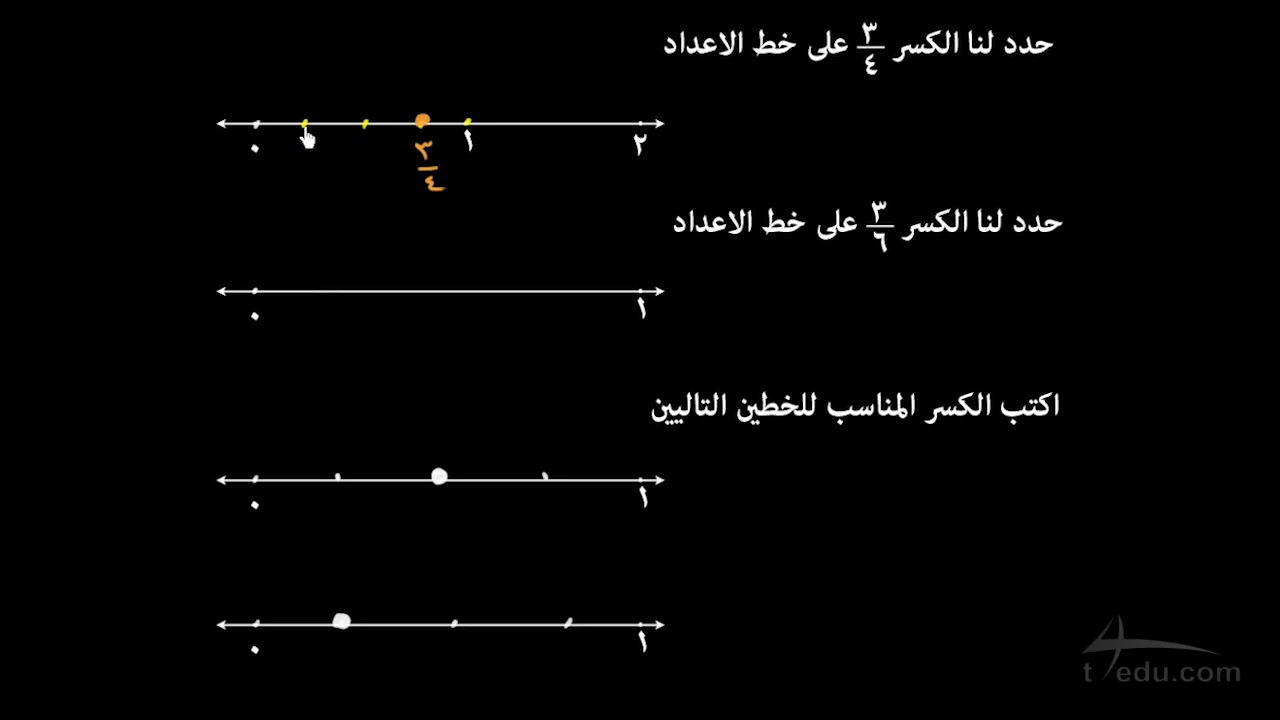 حدد لنا الكسر ٣/٤ على خط الاعداد
٠ ١ ٢
٣/٤
حدد لنا الكسر ٣/٦ على خط الاعداد
٠ ١
اكتب الكسر المناسب للخطين التاليين
٠ ١
٠ ١
t4edu.com